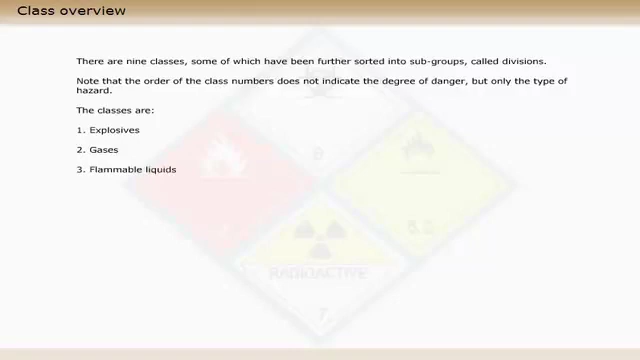 Class overview
There are nine classes, some of which have been further sorted into sub-groups, called divisions.
Note that the order of the class numbers does not indicate the degree of danger, but only the type of
hazard.
The classes are:
1. Explosives
2. Gases
3. Flammable liquids
6
RADIOACTIVE
7